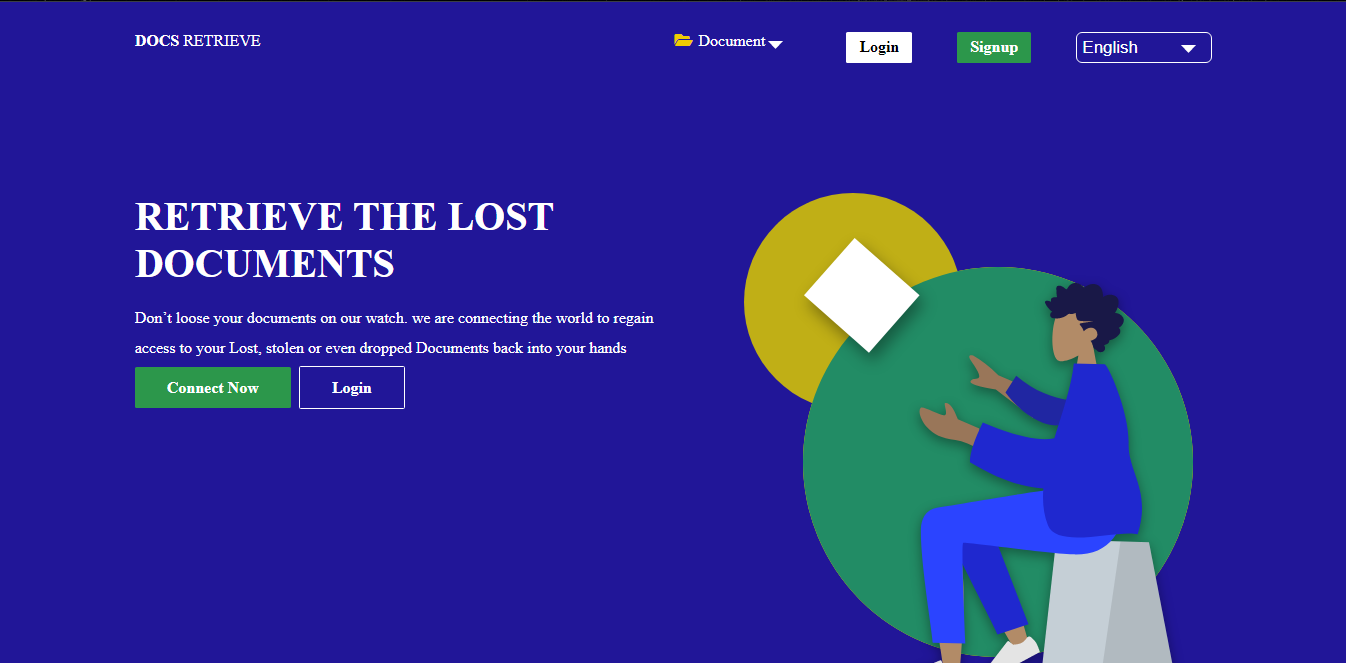 DOCS RETRIEVE
Document
Login
Signup
English
RETRIEVE THE LOST
DOCUMENTS
Don’t loose your documents on our watch. we are connecting the world to regain
access to your Lost, stolen or even dropped Documents back into your hands
Connect Now
Login